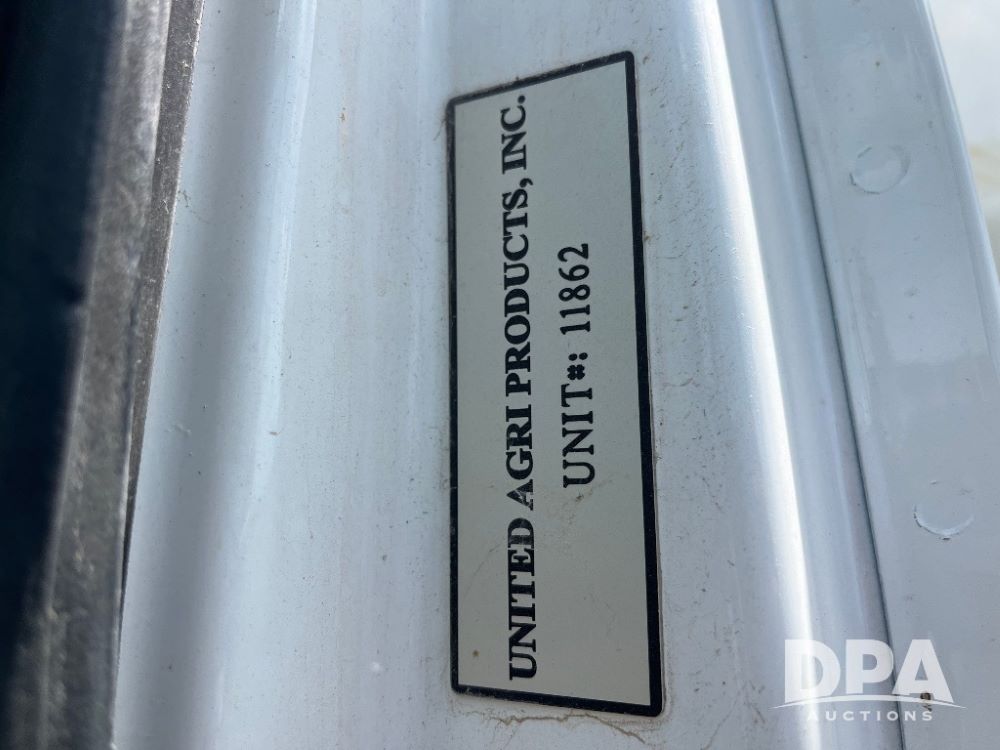 UNITED AGRI PRODUCTS, INC.
UNIT#: 11862
DPA
AUCTIONS